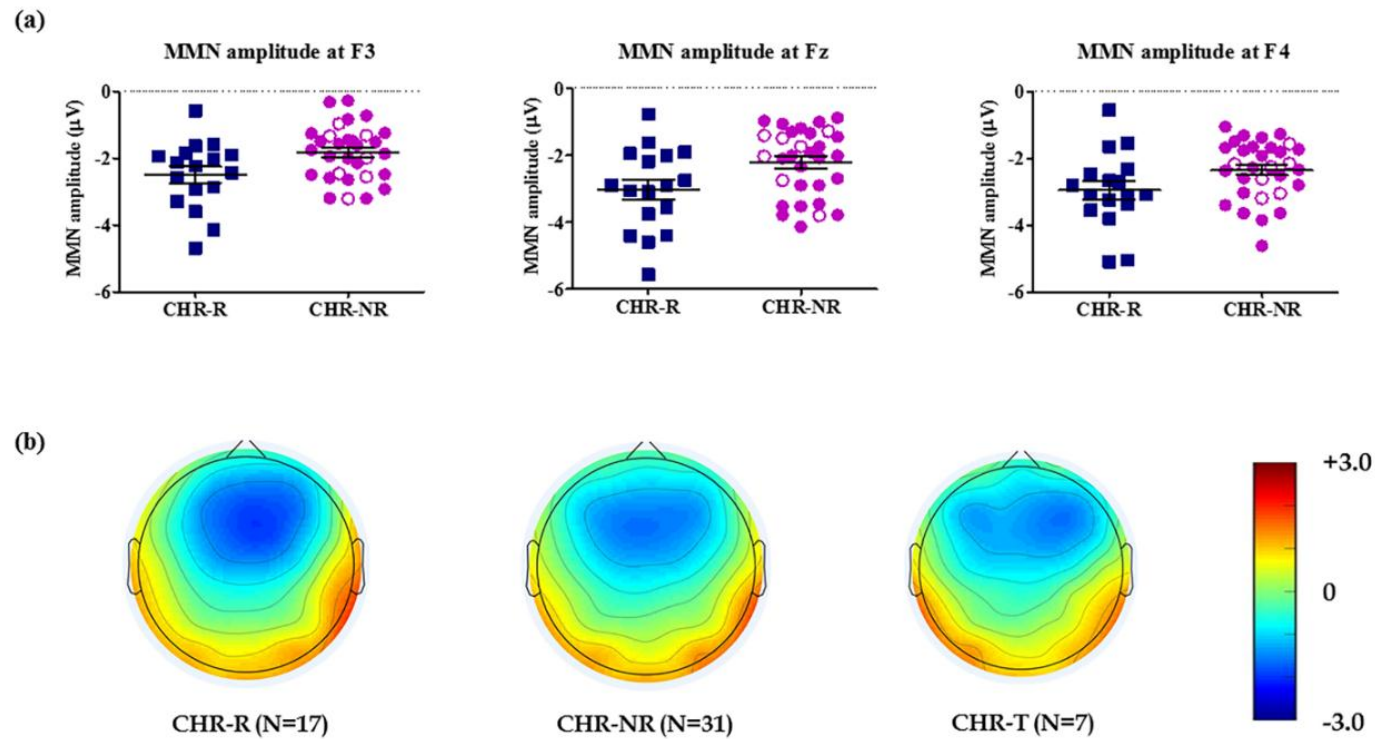 (a)
MMN amplitude at F3
MMN amplitude (µV)
0
-2
-4
-6
CHR-R
CHR-NR
MMN amplitude at Fz
MMN amplitude (µV)
0
-2
-4
-6
CHR-R
CHR-NR
MMN amplitude at F4
MMN amplitude (µV)
0
-2
-4
-6
CHR-R
CHR-NR
(b)
CHR-R (N=17)
CHR-NR (N=31)
CHR-T (N=7)
+3.0
0
-3.0